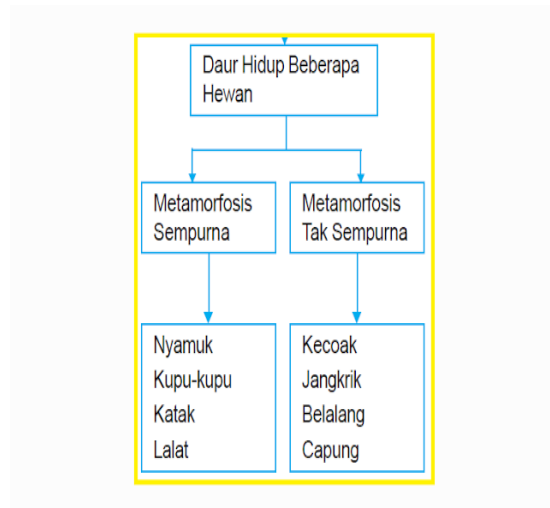 Daur Hidup Beberapa
Hewan
Metamorfosis
Sempurna
Metamorfosis
Tak Sempurna
Nyamuk
Kupu-kupu
Katak
Lalat
Kecoak
Jangkrik
Belalang
Capung